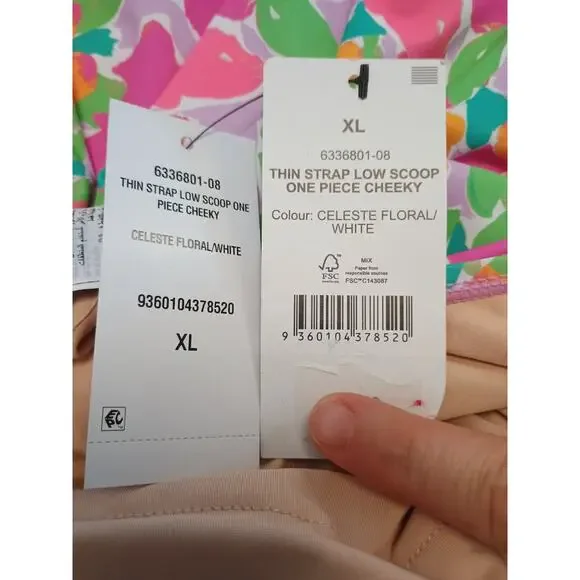 6336801-08
THIN STRAP LOW SCOOP ONE
PIECE CHEEKY
CELESTE FLORAL/WHITE
9360104378520
XL
XL
6336801-08
THIN STRAP LOW SCOOP
ONE PIECE CHEEKY
Colour: CELESTE FLORAL/
WHITE
FSC
MIX
Paper from
responsible sources
FSC™C143087
9 360104 378520